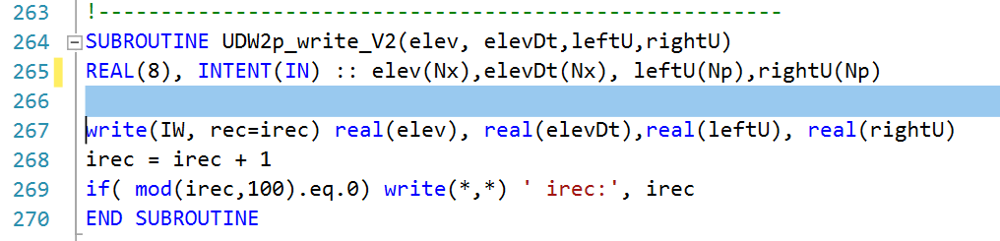 263 !-------------------------------------------------------
264 SUBROUTINE UDW2p_write_V2(elev, elevDt,leftU,rightU)
265 REAL(8), INTENT(IN) :: elev(Nx),elevDt(Nx), leftU(Np),rightU(Np)
266
267 write(IW, rec=irec) real(elev), real(elevDt),real(leftU), real(rightU)
268 irec = irec + 1
269 if( mod(irec,100).eq.0) write(*,*) ' irec:', irec
270 END SUBROUTINE